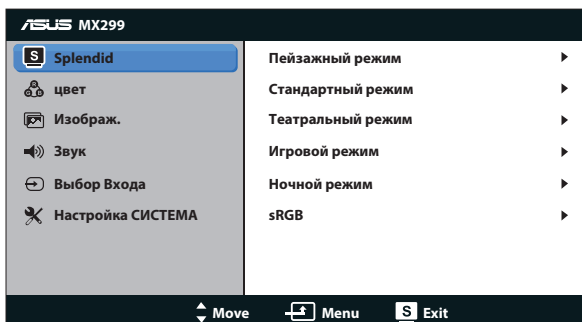 ASUS MX299
S Splendid
цвет
Изображ.
Звук
Выбор Входа
Настройка СИСТЕМА
Пейзажный режим
Стандартный режим
Театральный режим
Игровой режим
Ночной режим
sRGB
Move Menu S Exit